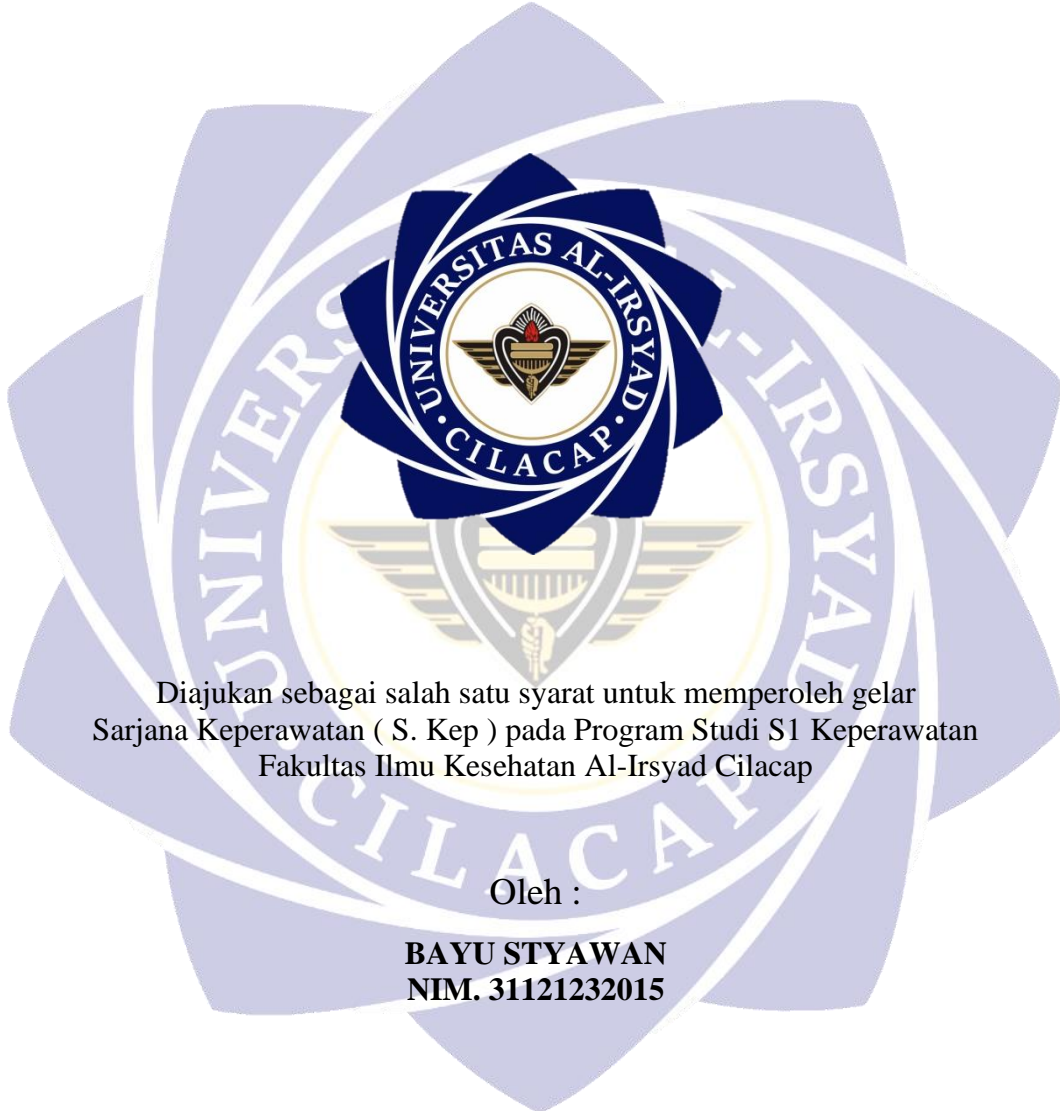 UNIVERSITAS AL-IRSYAD
CILACAP
Diajukan sebagai salah satu syarat untuk memperoleh gelar
Sarjana Keperawatan ( S. Kep ) pada Program Studi S1 Keperawatan
Fakultas Ilmu Kesehatan Al-Irsyad Cilacap
Oleh :
BAYU STYAWAN
NIM. 31121232015